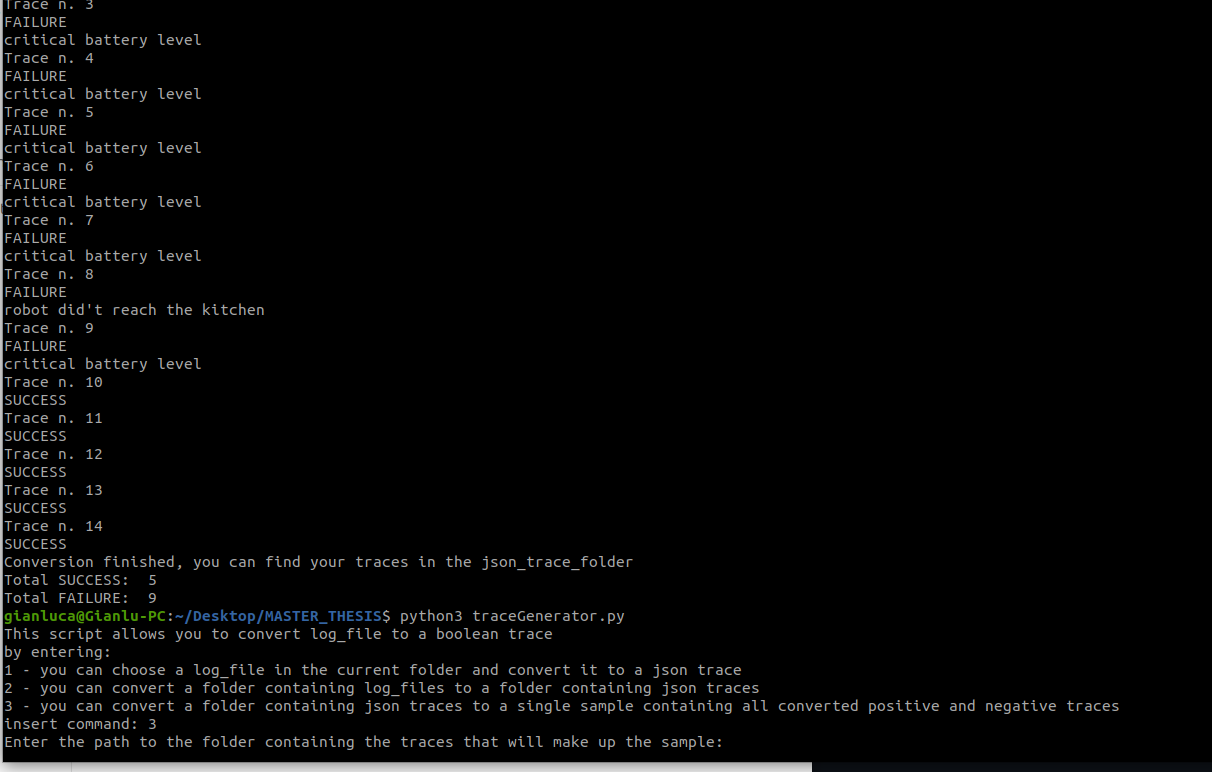 Trace n. 3
FAILURE
critical battery level
Trace n. 4
FAILURE
critical battery level
Trace n. 5
FAILURE
critical battery level
Trace n. 6
FAILURE
critical battery level
Trace n. 7
FAILURE
critical battery level
Trace n. 8
FAILURE
robot did't reach the kitchen
Trace n. 9
FAILURE
critical battery level
Trace n. 10
SUCCESS
Trace n. 11
SUCCESS
Trace n. 12
SUCCESS
Trace n. 13
SUCCESS
Trace n. 14
SUCCESS
Conversion finished, you can find your traces in the json_trace_folder
Total SUCCESS:  5
Total FAILURE:  9
gianluca@Gianlu-PC:~/Desktop/MASTER_THESIS$ python3 traceGenerator.py
This script allows you to convert log_file to a boolean trace
by entering:
1 - you can choose a log_file in the current folder and convert it to a json trace
2 - you can convert a folder containing log_files to a folder containing json traces
3 - you can convert a folder containing json traces to a single sample containing all converted positive and negative traces
insert command: 3
Enter the path to the folder containing the traces that will make up the sample: